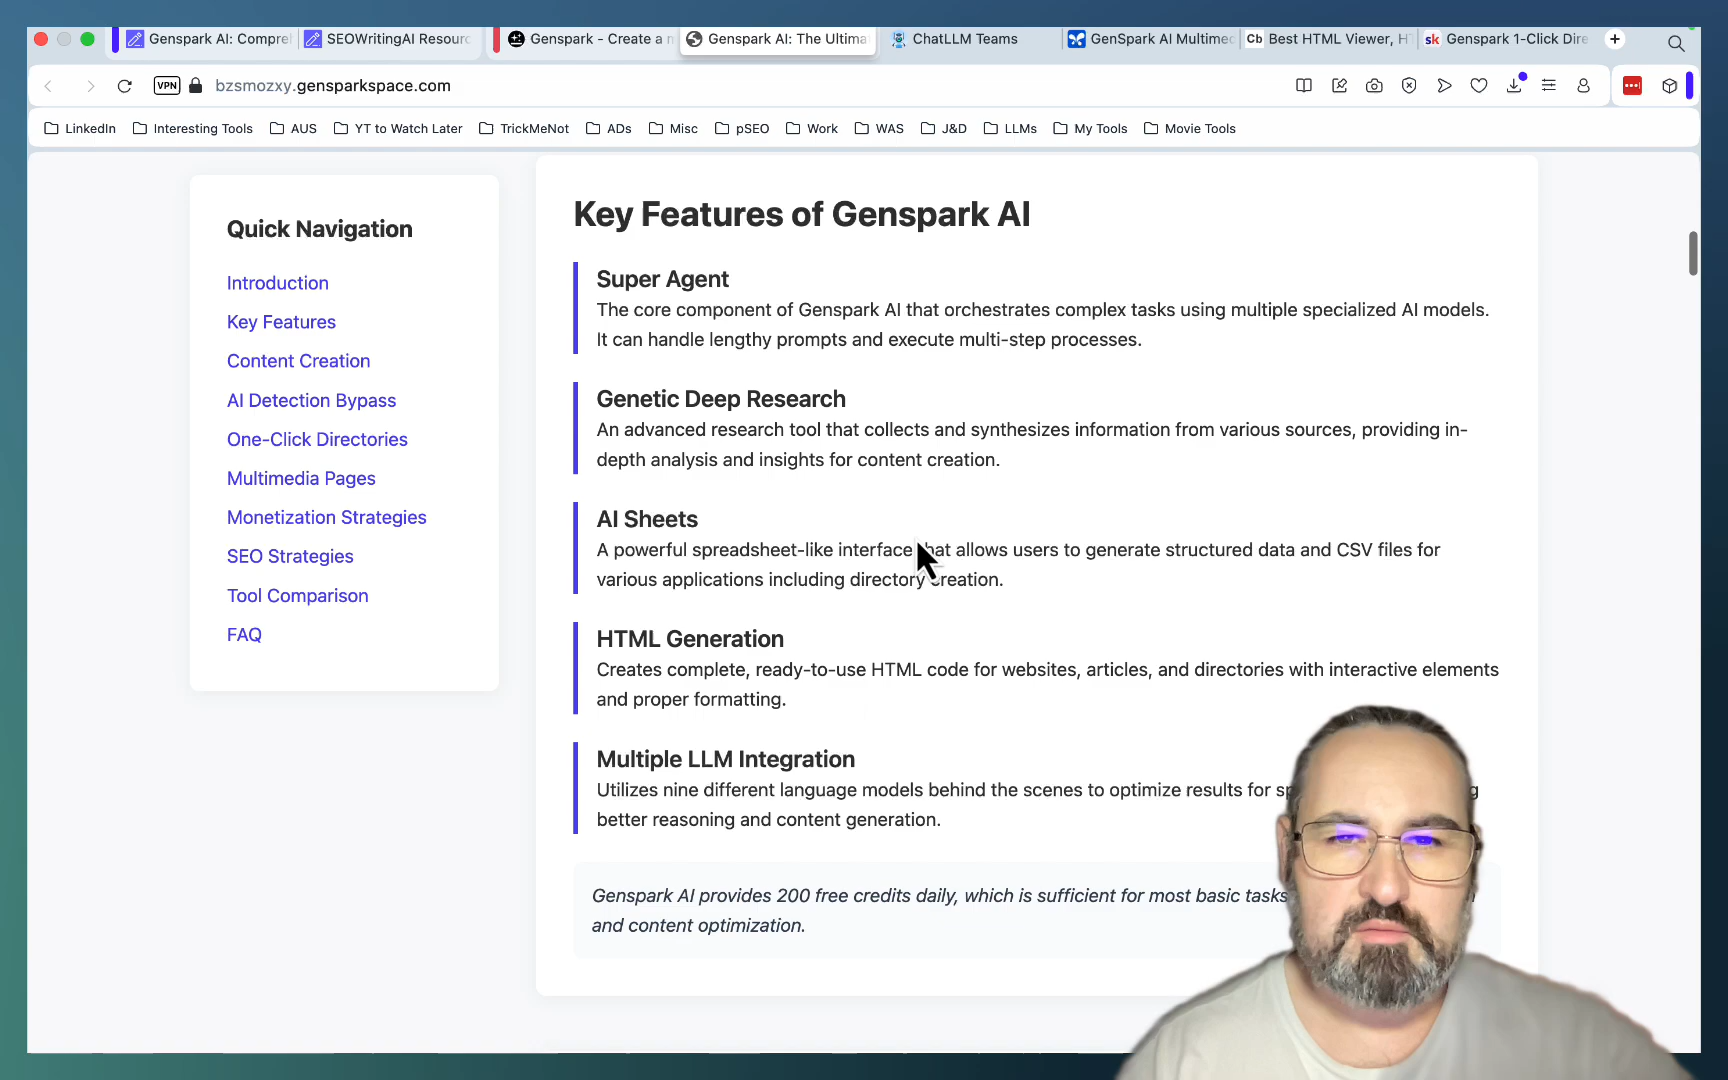 Genspark AI: Compre
SEOWritingAI Resour
Genspark - Create a
Genspark AI: The Ultima
ChatLLM Teams
GenSpark AI Multimed
Cb Best HTML Viewer, H
sk Genspark 1-Click Dire
VPN
bzsmozxy.gensparkspace.com
LinkedIn
Interesting Tools
AUS
YT to Watch Later
TrickMeNot
ADs
Misc
pSEO
Work
WAS
J&D
LLMs
My Tools
Movie Tools
Quick Navigation
Introduction
Key Features
Content Creation
AI Detection Bypass
One-Click Directories
Multimedia Pages
Monetization Strategies
SEO Strategies
Tool Comparison
FAQ
Key Features of Genspark AI
Super Agent
The core component of Genspark AI that orchestrates complex tasks using multiple specialized AI models.
It can handle lengthy prompts and execute multi-step processes.
Genetic Deep Research
An advanced research tool that collects and synthesizes information from various sources, providing in-
depth analysis and insights for content creation.
AI Sheets
A powerful spreadsheet-like interface that allows users to generate structured data and CSV files for
various applications including directory creation.
HTML Generation
Creates complete, ready-to-use HTML code for websites, articles, and directories with interactive elements
and proper formatting.
Multiple LLM Integration
Utilizes nine different language models behind the scenes to optimize results for
better reasoning and content generation.
Genspark AI provides 200 free credits daily, which is sufficient for most basic tasks
and content optimization.